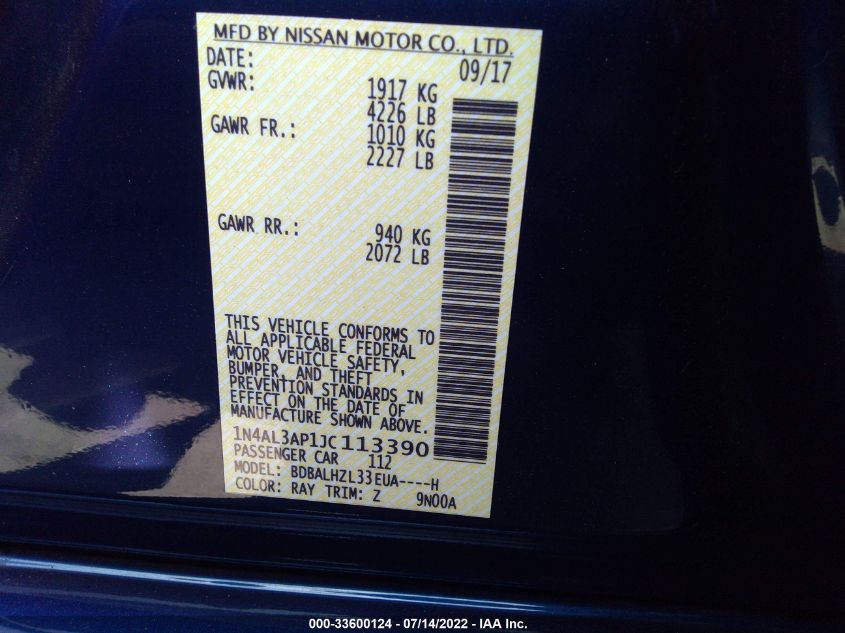 MFD BY NISSAN MOTOR CO., LTD.
DATE: 09/17
GVWR: 1917 KG
4226 LB
GAWR FR.: 1010 KG
2227 LB
GAWR RR.: 940 KG
2072 LB
THIS VEHICLE CONFORMS TO
ALL APPLICABLE FEDERAL
MOTOR VEHICLE SAFETY,
BUMPER, AND THEFT
PREVENTION STANDARDS IN
EFFECT ON THE DATE OF
MANUFACTURE SHOWN ABOVE.
1N4AL3AP1JC113390
PASSENGER CAR 112
MODEL: BDBALHZL33EUA----H
COLOR: RAY TRIM: Z 9N00A
000-33600124 - 07/14/2022 - IAA Inc.